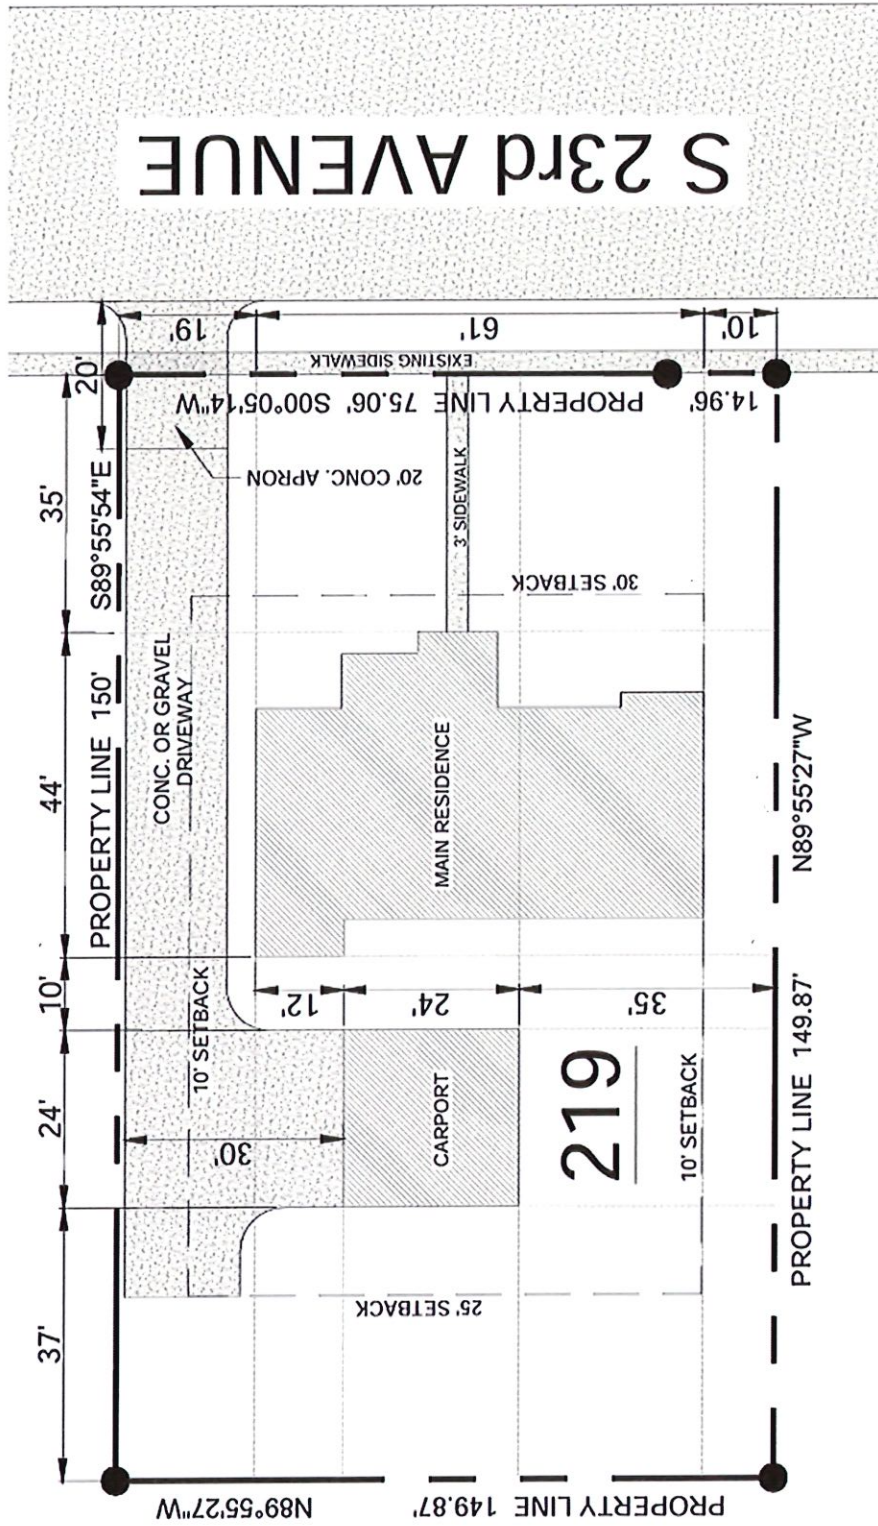 S 23rd AVENUE
19'
61'
10'
EXISTING SIDEWALK
20'
PROPERTY LINE 75.06' S00°05'14"W
14.96'
20' CONC. APRON
3' SIDEWALK
30' SETBACK
35'
44'
10'
24'
37'
PROPERTY LINE 150' S89°55'54"E
CONC. OR GRAVEL
DRIVEWAY
MAIN RESIDENCE
10' SETBACK
12'
24'
35'
30'
CARPORT
219
10' SETBACK
25' SETBACK
PROPERTY LINE 149.87' N89°55'27"W
PROPERTY LINE 149.87' N89°55'27"W